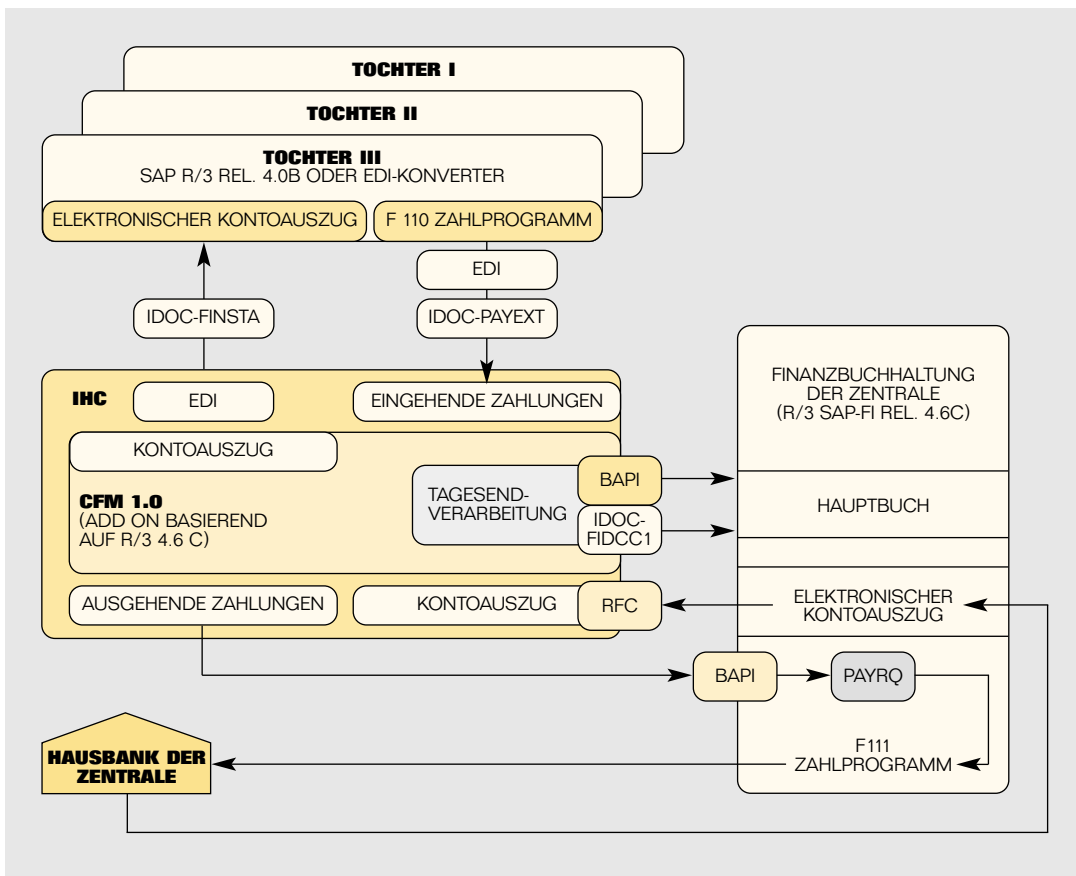 TOCHTER I
TOCHTER II
TOCHTER III
SAP R/3 REL. 4.0B ODER EDI-KONVERTER
ELEKTRONISCHER KONTOAUSZUG
F 110 ZAHLPROGRAMM
EDI
IDOC-FINSTA
IDOC-PAYEXT
IHC
EDI
EINGEHENDE ZAHLUNGEN
KONTOAUSZUG
CFM 1.0
(ADD ON BASIEREND
AUF R/3 4.6 C)
TAGESEND-
VERARBEITUNG
BAPI
IDOC-
FIDCC1
AUSGEHENDE ZAHLUNGEN
KONTOAUSZUG
RFC
FINANZBUCHHALTUNG
DER ZENTRALE
(R/3 SAP-FI REL. 4.6C)
HAUPTBUCH
ELEKTRONISCHER
KONTOAUSZUG
BAPI
PAYRQ
F111
ZAHLPROGRAMM
HAUSBANK DER
ZENTRALE